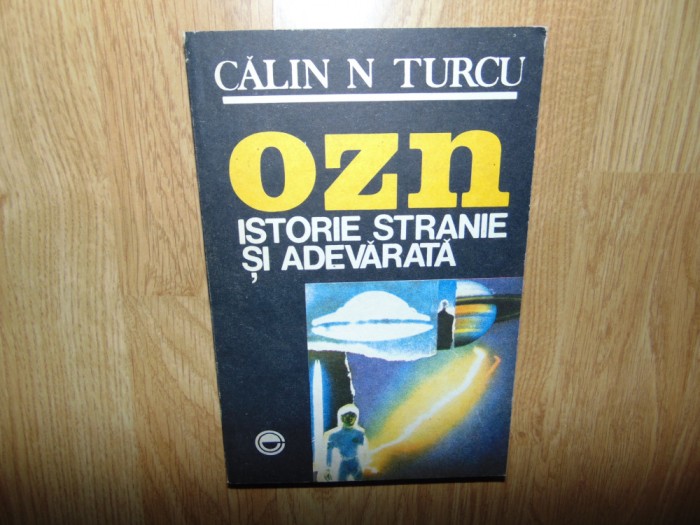 CĂLIN N TURCU
ozn
ISTORIE STRANIE
ȘI ADEVĂRATĂ